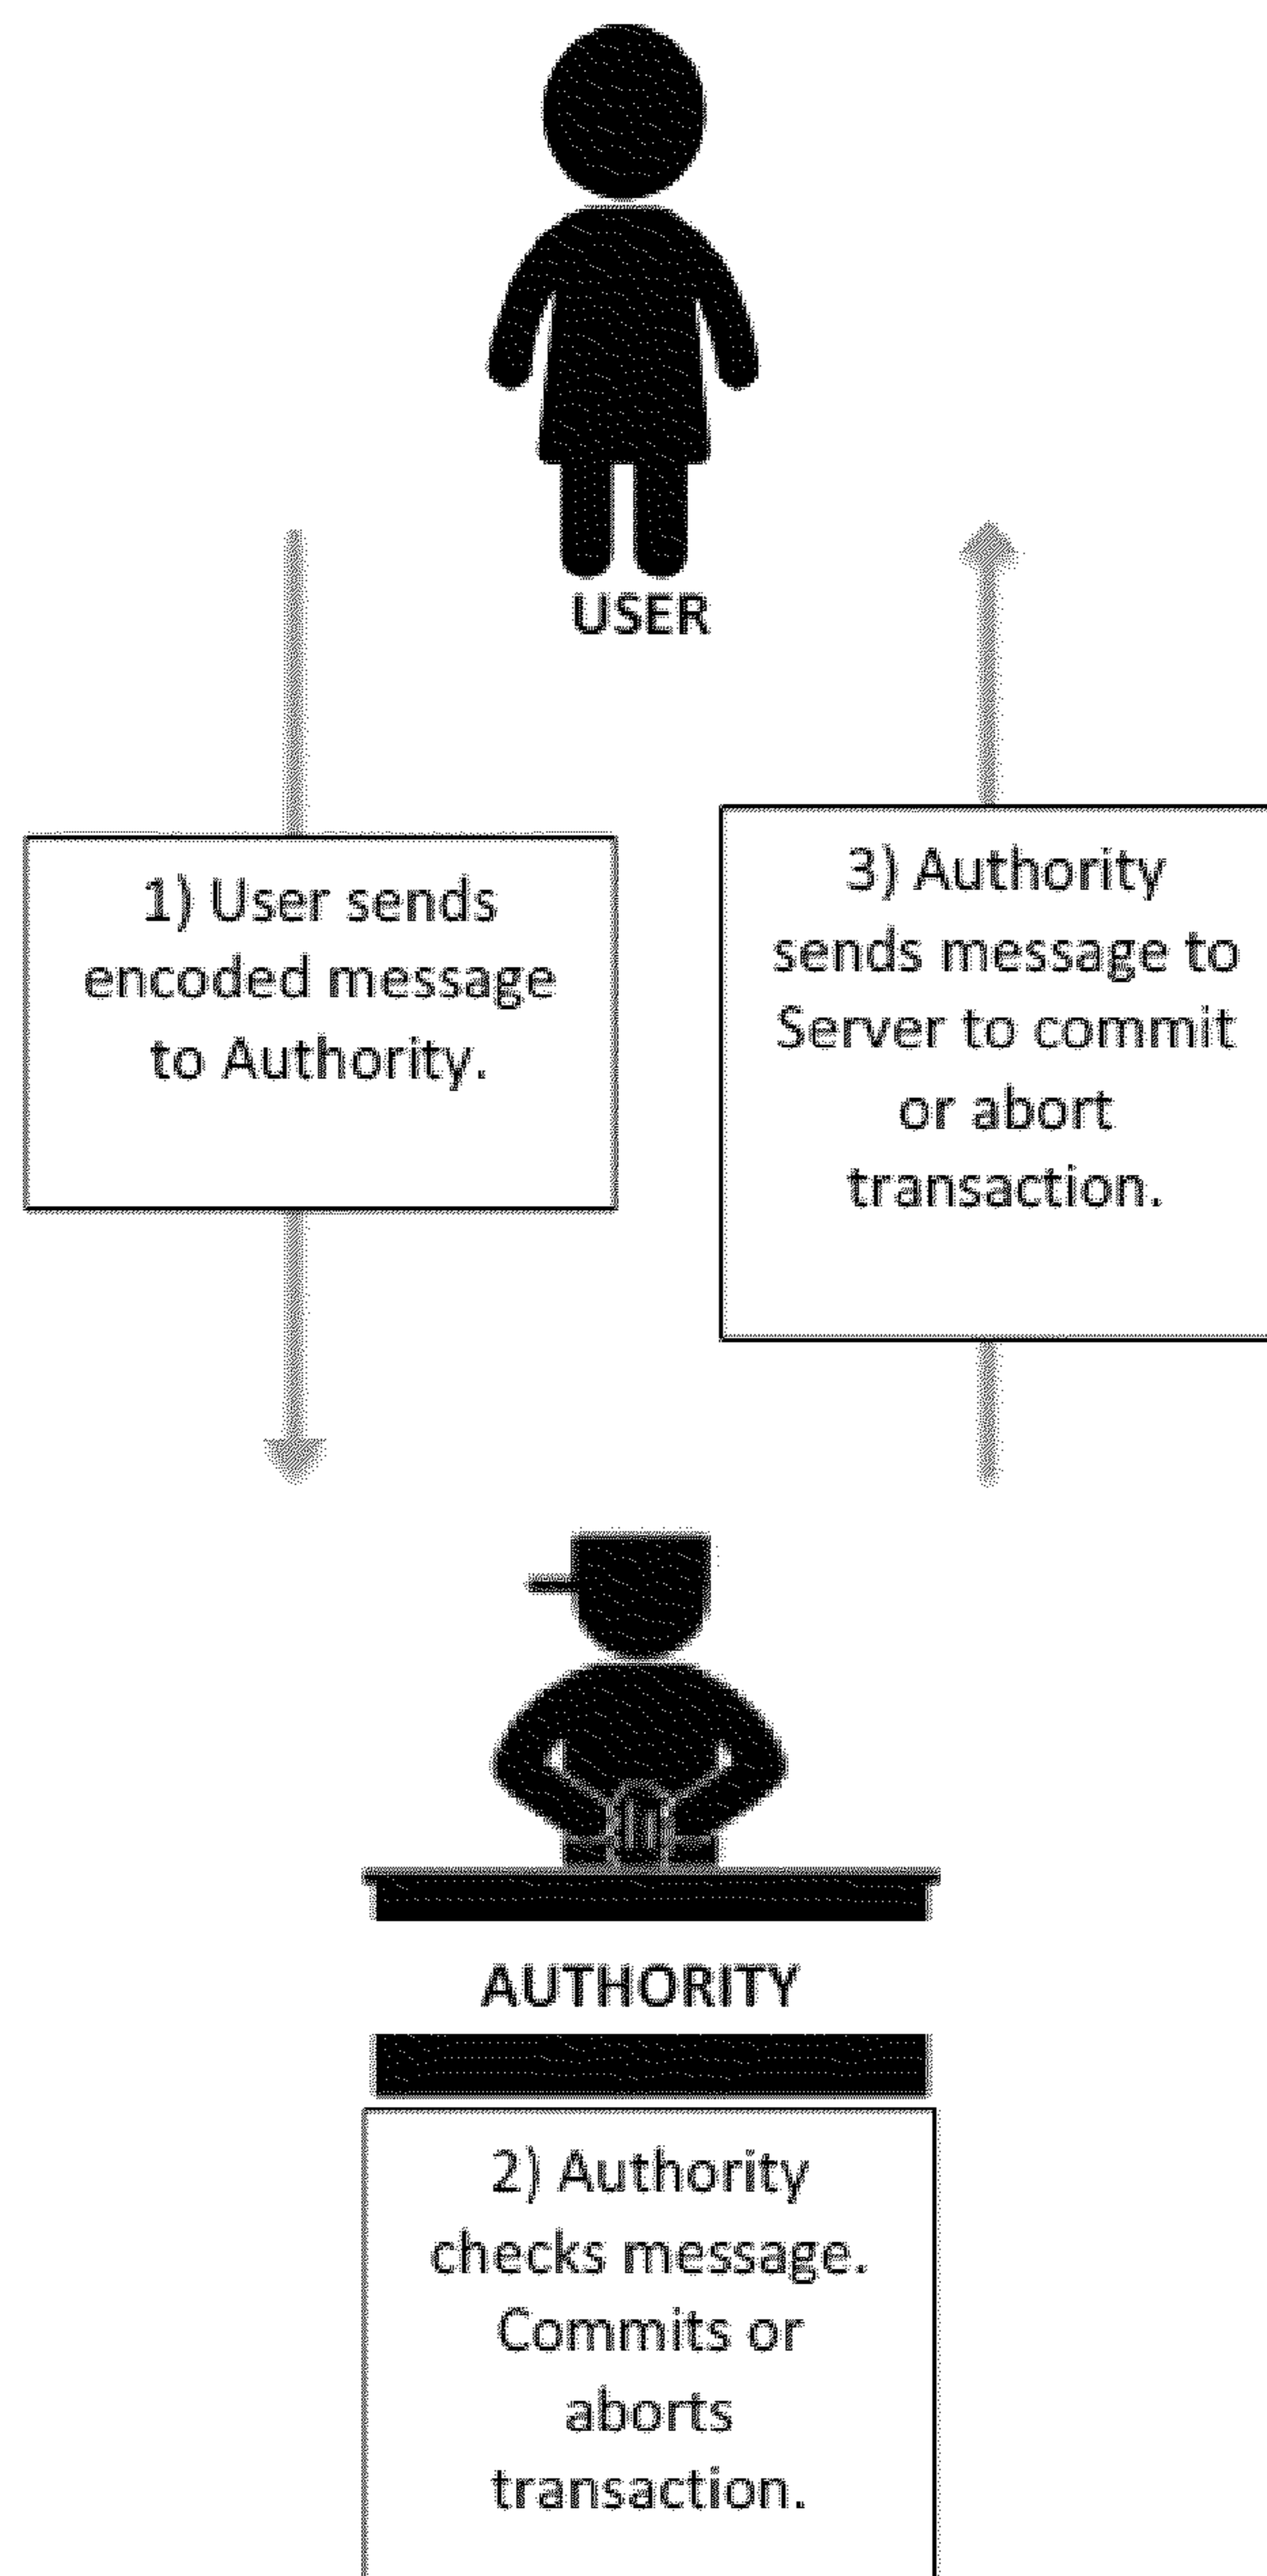 USER
1) User sends
encoded message
to Authority.
3) Authority
sends message to
Server to commit
or abort
transaction.
AUTHORITY
2) Authority
checks message.
Commits or
aborts
transaction.